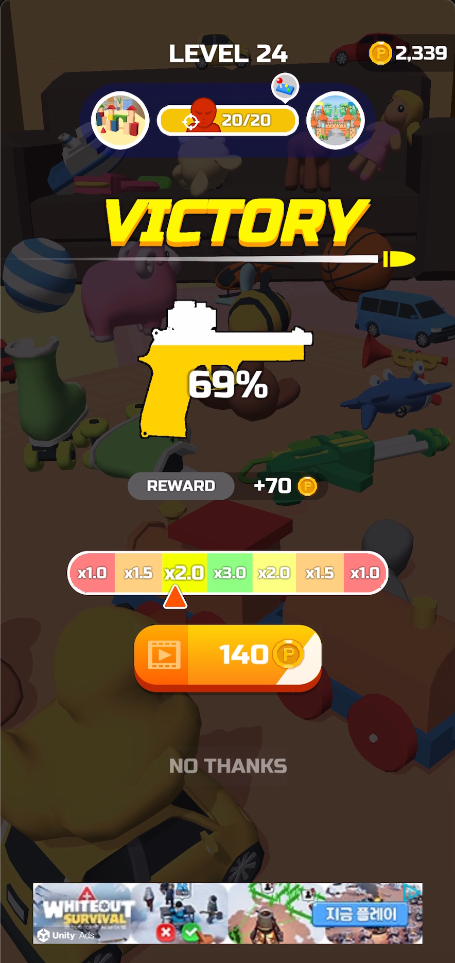 LEVEL 24
2,339
20/20
VICTORY
69%
REWARD +70
x1.0 x1.5 x2.0 x3.0 x2.0 x1.5 x1.0
140
NO THANKS
WHITEOUT
SURVIVAL
지금 플레이
Unity Ads